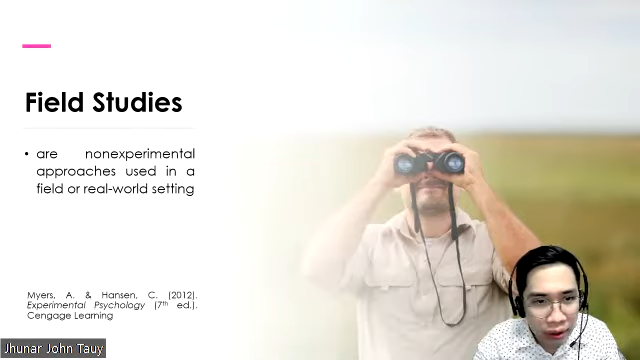 Field Studies
• are nonexperimental
approaches used in a
field or real-world setting
Myers, A. & Hansen, C. (2012).
Experimental Psychology (7th ed.).
Cengage Learning
Jhunar John Tauy